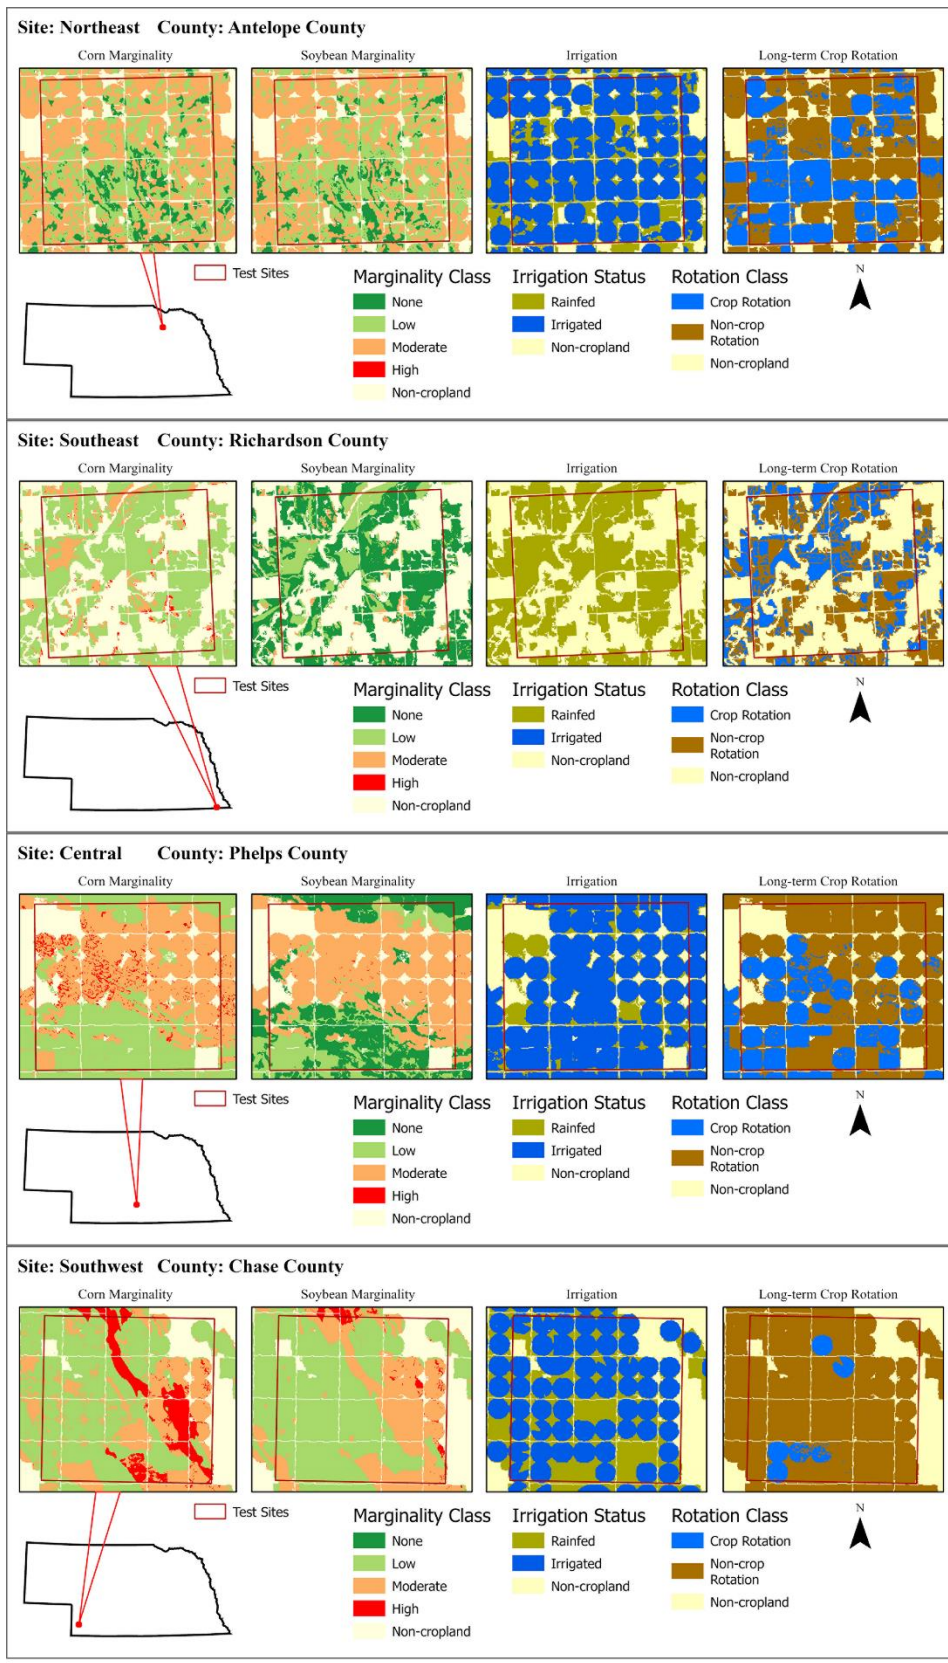 Site: Northeast County: Antelope County
Corn Marginality
Soybean Marginality
Irrigation
Long-term Crop Rotation
Test Sites
Marginality Class
None
Low
Moderate
High
Non-cropland
Irrigation Status
Rainfed
Irrigated
Non-cropland
Rotation Class
Crop Rotation
Non-crop
Rotation
Non-cropland
N
Site: Southeast County: Richardson County
Corn Marginality
Soybean Marginality
Irrigation
Long-term Crop Rotation
Test Sites
Marginality Class
None
Low
Moderate
High
Non-cropland
Irrigation Status
Rainfed
Irrigated
Non-cropland
Rotation Class
Crop Rotation
Non-crop
Rotation
Non-cropland
N
Site: Central County: Phelps County
Corn Marginality
Soybean Marginality
Irrigation
Long-term Crop Rotation
Test Sites
Marginality Class
None
Low
Moderate
High
Non-cropland
Irrigation Status
Rainfed
Irrigated
Non-cropland
Rotation Class
Crop Rotation
Non-crop
Rotation
Non-cropland
N
Site: Southwest County: Chase County
Corn Marginality
Soybean Marginality
Irrigation
Long-term Crop Rotation
Test Sites
Marginality Class
None
Low
Moderate
High
Non-cropland
Irrigation Status
Rainfed
Irrigated
Non-cropland
Rotation Class
Crop Rotation
Non-crop
Rotation
Non-cropland
N